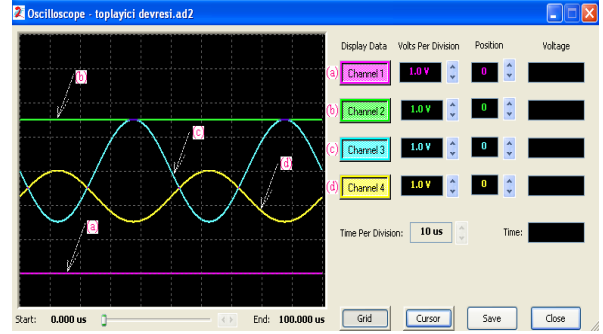 Oscilloscope - toplayici devresi.ad2
Display Data Volts Per Division Position Voltage
(a) Channel 1 1.0 V 0
(b) Channel 2 1.0 V 0
(c) Channel 3 1.0 V 0
(d) Channel 4 1.0 V 0
Time Per Division: 10 us Time:
(b)
(c)
(d)
(a)
Start: 0.000 us End: 100.000 us Grid Cursor Save Close